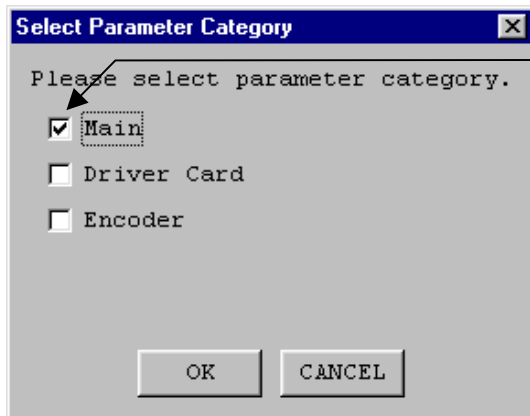 Select Parameter Category
Please select parameter category.
Main
Driver Card
Encoder
OK CANCEL